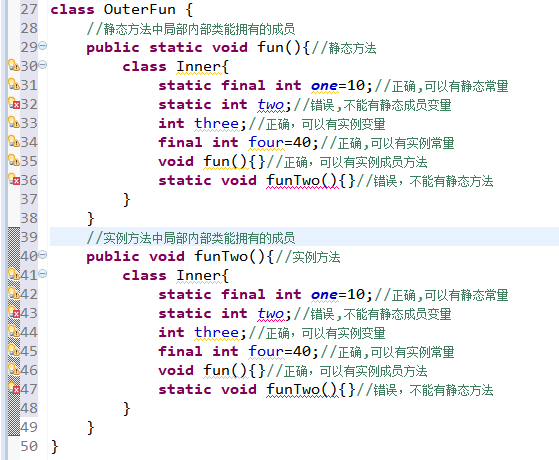 27 class OuterFun {
28     //静态方法中局部内部类能拥有的成员
29     public static void fun(){//静态方法
30         class Inner{
31             static final int one=10;//正确,可以有静态常量
32             static int two;//错误,不能有静态成员变量
33             int three;//正确, 可以有实例变量
34             final int four=40;//正确,可以有实例常量
35             void fun(){}//正确, 可以有实例成员方法
36             static void funTwo(){}//错误, 不能有静态方法
37         }
38     }
39     //实例方法中局部内部类能拥有的成员
40     public void funTwo(){//实例方法
41         class Inner{
42             static final int one=10;//正确,可以有静态常量
43             static int two;//错误,不能有静态成员变量
44             int three;//正确, 可以有实例变量
45             final int four=40;//正确,可以有实例常量
46             void fun(){}//正确, 可以有实例成员方法
47             static void funTwo(){}//错误, 不能有静态方法
48         }
49     }
50 }